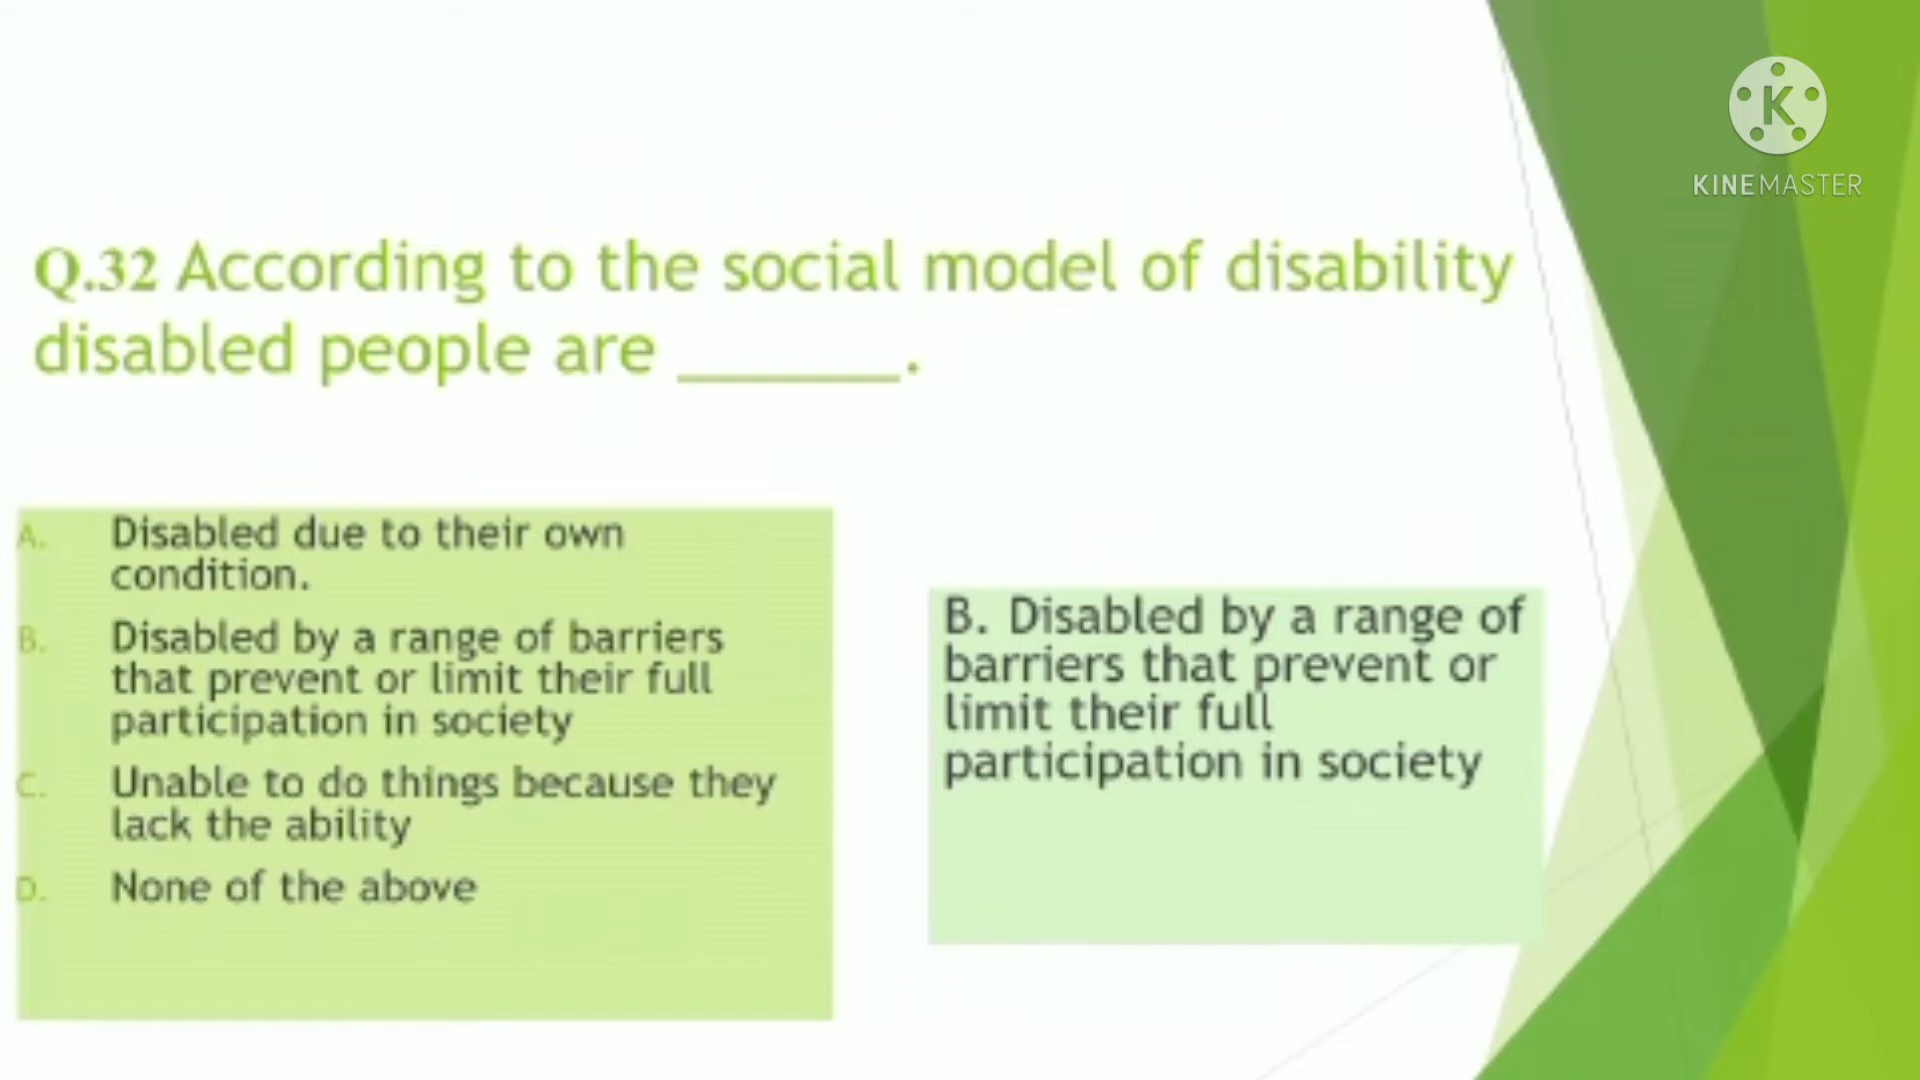 K
KINEMASTER
Q.32 According to the social model of disability
disabled people are ______.
A. Disabled due to their own
condition.
B. Disabled by a range of barriers
that prevent or limit their full
participation in society
C. Unable to do things because they
lack the ability
D. None of the above
B. Disabled by a range of
barriers that prevent or
limit their full
participation in society